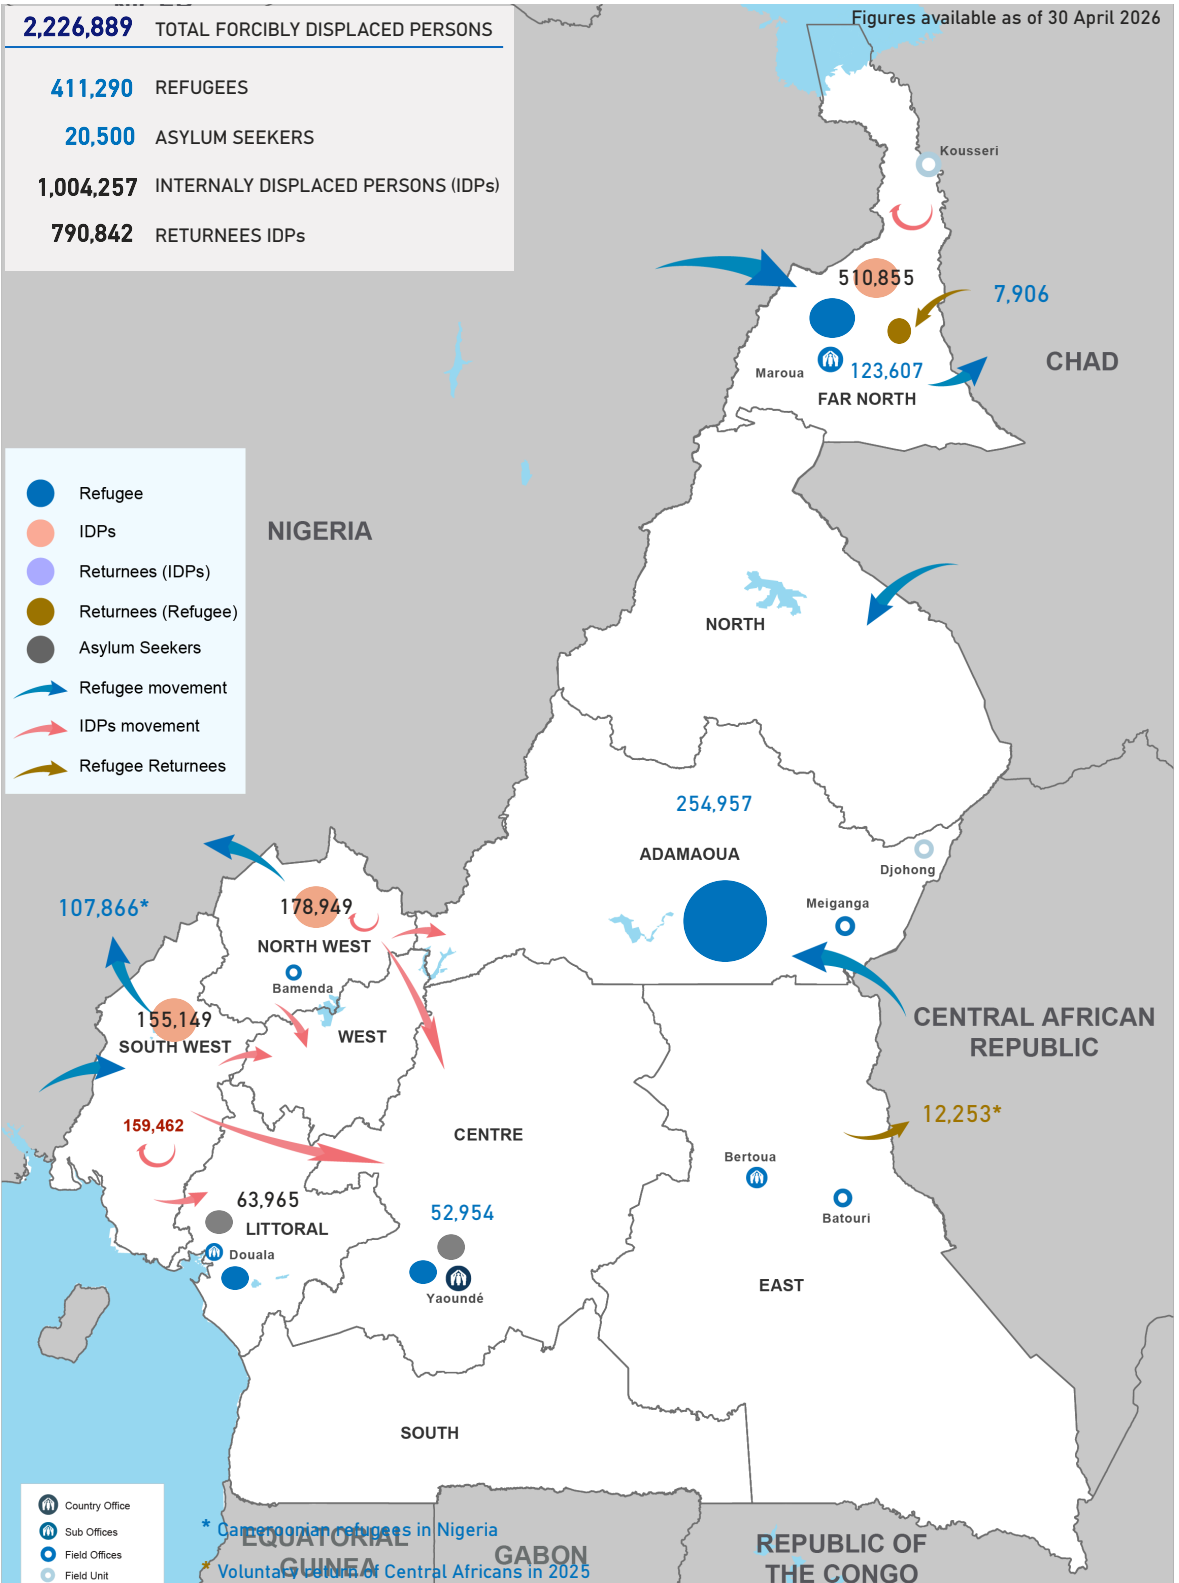 Figures available as of 30 April 2026
2,226,889 TOTAL FORCIBLY DISPLACED PERSONS
411,290 REFUGEES
20,500 ASYLUM SEEKERS
1,004,257 INTERNALY DISPLACED PERSONS (IDPs)
790,842 RETURNEES IDPs
Kousseri
510,855
7,906
CHAD
Maroua
123,607
FAR NORTH
Refugee
IDPs
Returnees (IDPs)
Returnees (Refugee)
Asylum Seekers
Refugee movement
IDPs movement
Refugee Returnees
NIGERIA
NORTH
254,957
ADAMAOUA
Djohong
Meiganga
107,866*
178,949
NORTH WEST
Bamenda
155,149
SOUTH WEST
WEST
CENTRAL AFRICAN
REPUBLIC
159,462
CENTRE
12,253*
Bertoua
Batouri
63,965
LITTORAL
Douala
52,954
Yaoundé
EAST
SOUTH
Country Office
Sub Offices
Field Offices
Field Unit
* Cameroonian refugees in Nigeria
* Voluntary return of Central Africans in 2025
EQUATORIAL
GUINEA
GABON
REPUBLIC OF
THE CONGO